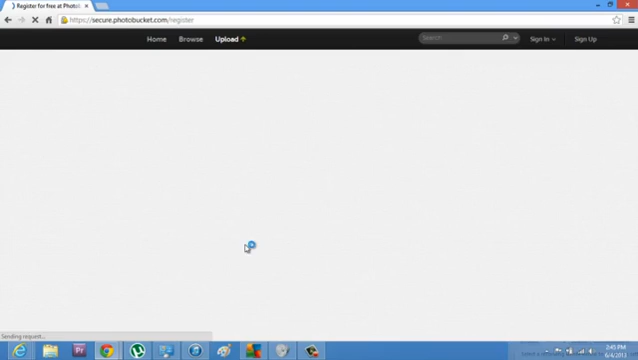 Register for free at Photob
https://secure.photobucket.com/register
Home Browse Upload Search Sign In Sign Up
Sending request...
Pr
2:45 PM
6/4/2013